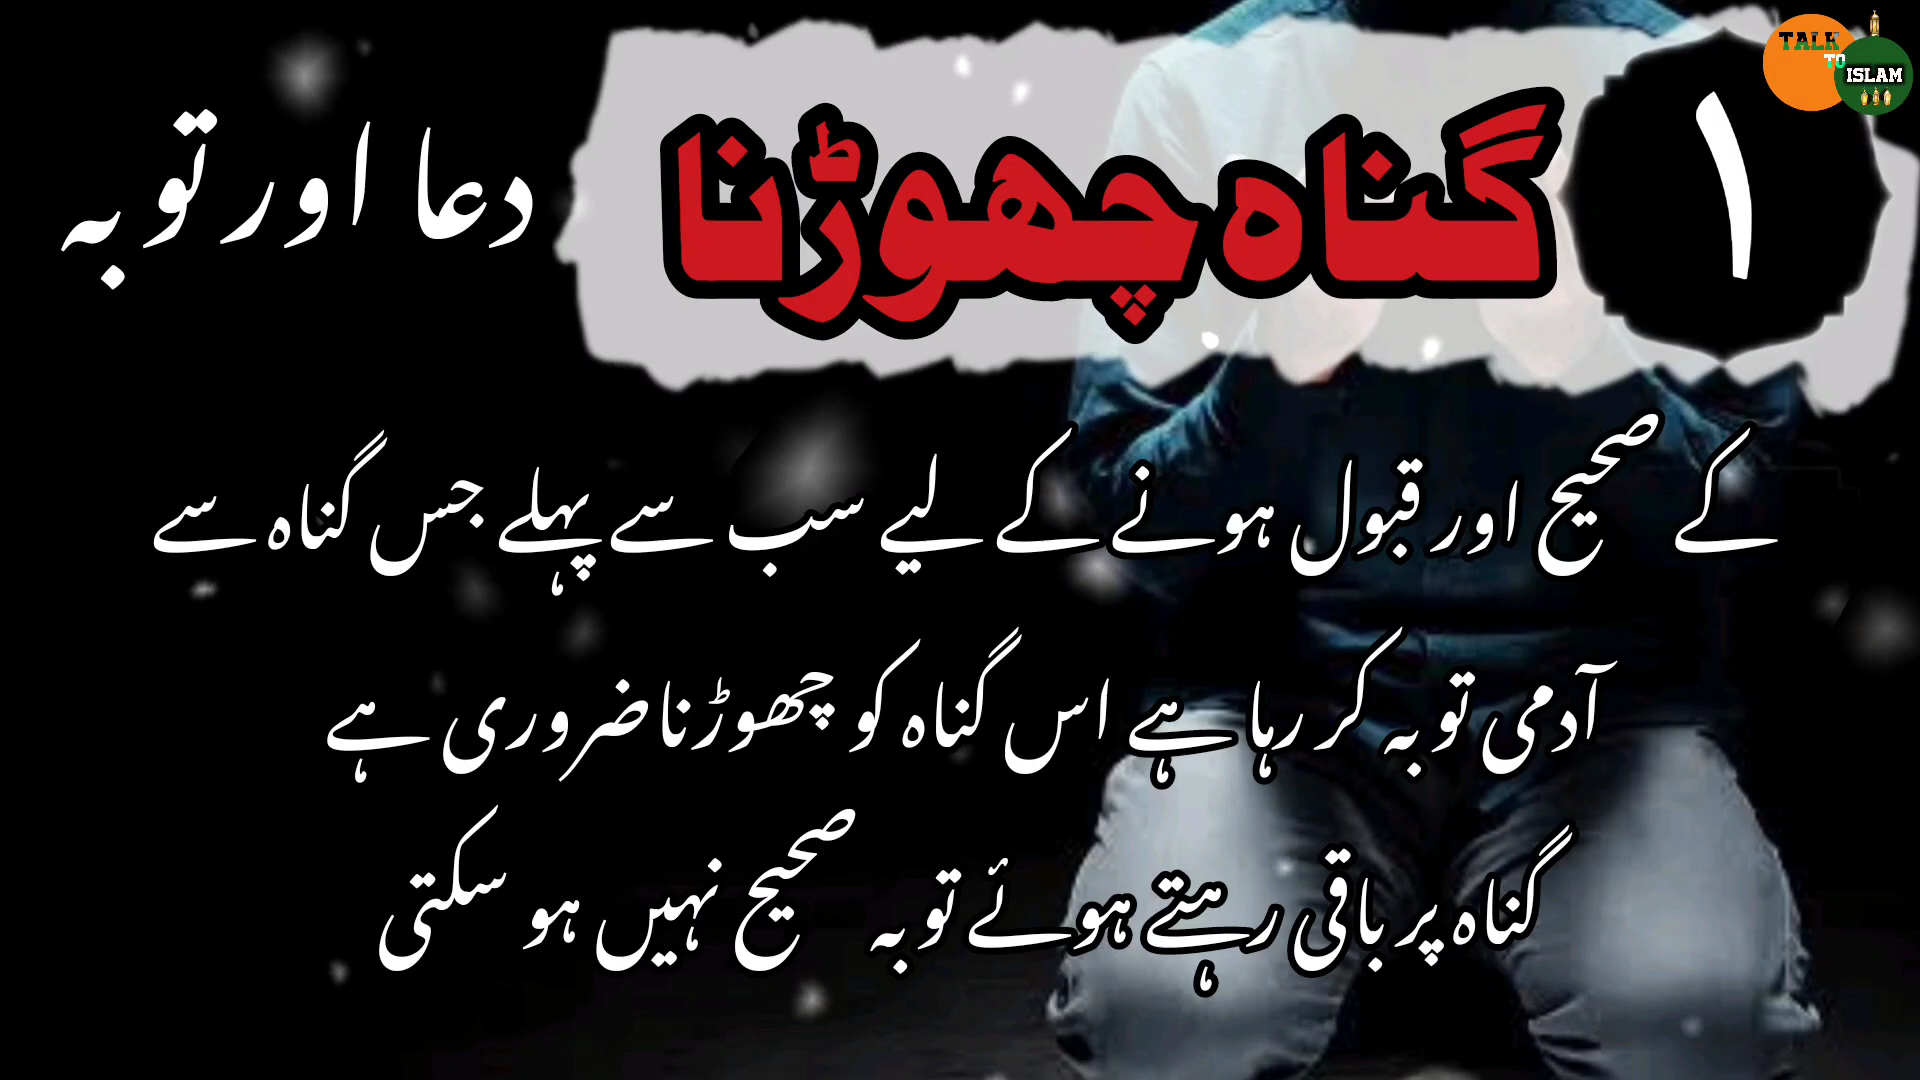 TALK TO ISLAM
۱ گناہ چھوڑنا دعا اور توبہ
کے صحیح اور قبول ہونے کے لیے سب سے پہلے جس گناہ سے
آدمی توبہ کر رہا ہے اس گناہ کو چھوڑنا ضروری ہے
گناہ پر باقی رہتے ہوئے توبہ صحیح نہیں ہو سکتی